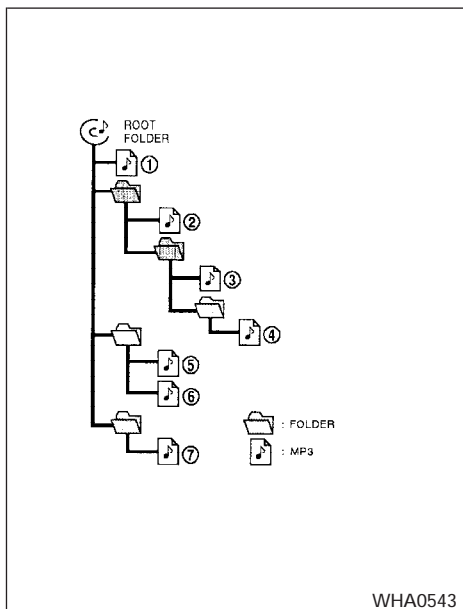 ROOT
FOLDER
①
②
③
④
⑤
⑥
: FOLDER
: MP3
⑦
WHA0543